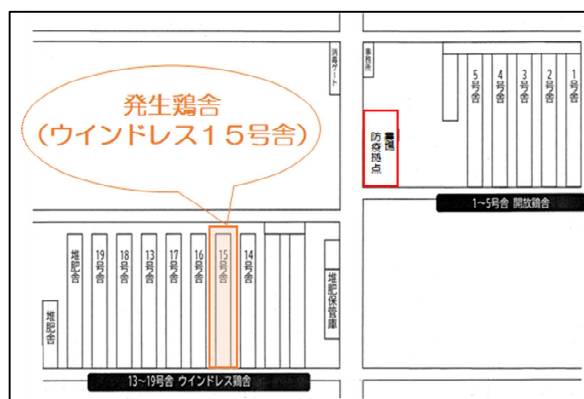 消毒ゲート
事務所
5号舎
4号舎
3号舎
2号舎
1号舎
発生鶏舎
(ウインドレス15号舎)
農場
防疫拠点
1~5号舎 開放鶏舎
堆肥舎
堆肥舎
19号舎
18号舎
13号舎
17号舎
16号舎
15号舎
14号舎
堆肥保管庫
13~19号舎 ウインドレス鶏舎